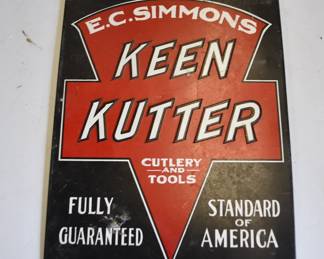 E.C. SIMMONS
KEEN
KUTTER
CUTLERY
AND
TOOLS
FULLY
GUARANTEED
STANDARD
OF
AMERICA